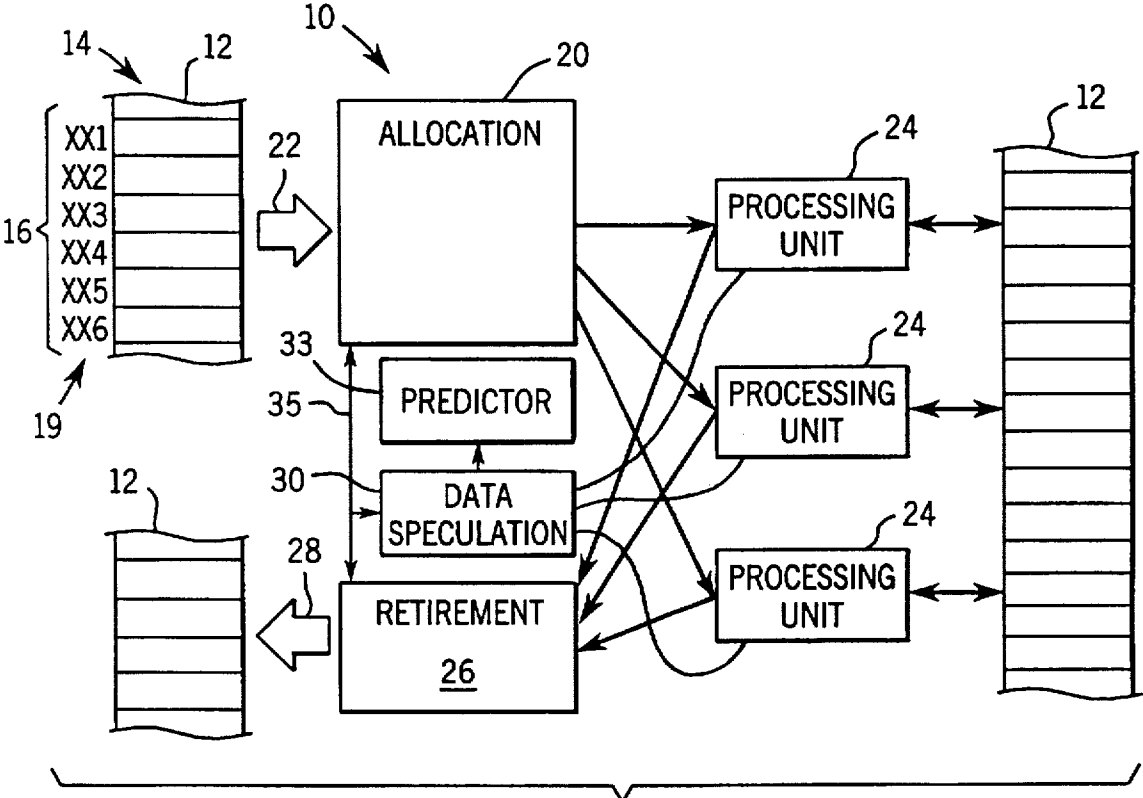 10
14
12
20
ALLOCATION
12
XX1
XX2
XX3
XX4
XX5
XX6
16
19
22
24
PROCESSING
UNIT
33
35
PREDICTOR
24
PROCESSING
UNIT
30
DATA
SPECULATION
12
28
24
PROCESSING
UNIT
RETIREMENT
26